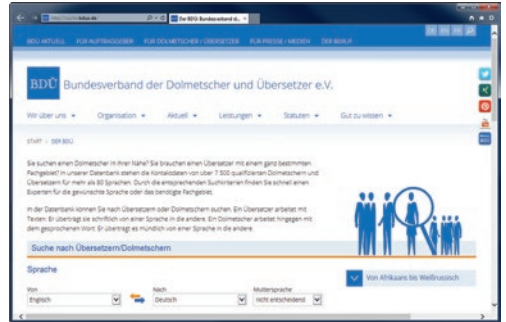 Der BDÜ: Bundesverband d...
BDÜ AKTUELL FÜR AUFTRAGGEBER FÜR DOLMETSCHER / ÜBERSETZER FÜR PRESSE / MEDIEN DER BERUF
BDÜ Bundesverband der Dolmetscher und Übersetzer e.V.
Wir über uns Organisation Aktuell Leistungen Statuten Gut zu wissen
START DER BDÜ
Sie suchen einen Dolmetscher in Ihrer Nähe? Sie brauchen einen Übersetzer mit einem ganz bestimmten
Fachgebiet? In unserer Datenbank stehen die Kontaktdaten von über 7 500 qualifizierten Dolmetschern und
Übersetzern für mehr als 80 Sprachen. Durch die entsprechenden Suchkriterien finden Sie schnell einen
Experten für die gewünschte Sprache oder das benötigte Fachgebiet.
In der Datenbank können Sie nach Übersetzern oder Dolmetschern suchen. Ein Übersetzer arbeitet mit
Texten: Er überträgt sie schriftlich von einer Sprache in die andere. Ein Dolmetscher arbeitet hingegen mit
dem gesprochenen Wort: Er überträgt es mündlich von einer Sprache in die andere.
Suche nach Übersetzern/Dolmetschern
Sprache
Von Nach Muttersprache
Englisch Deutsch nicht entscheidend
Von Afrikaans bis Weißrussisch